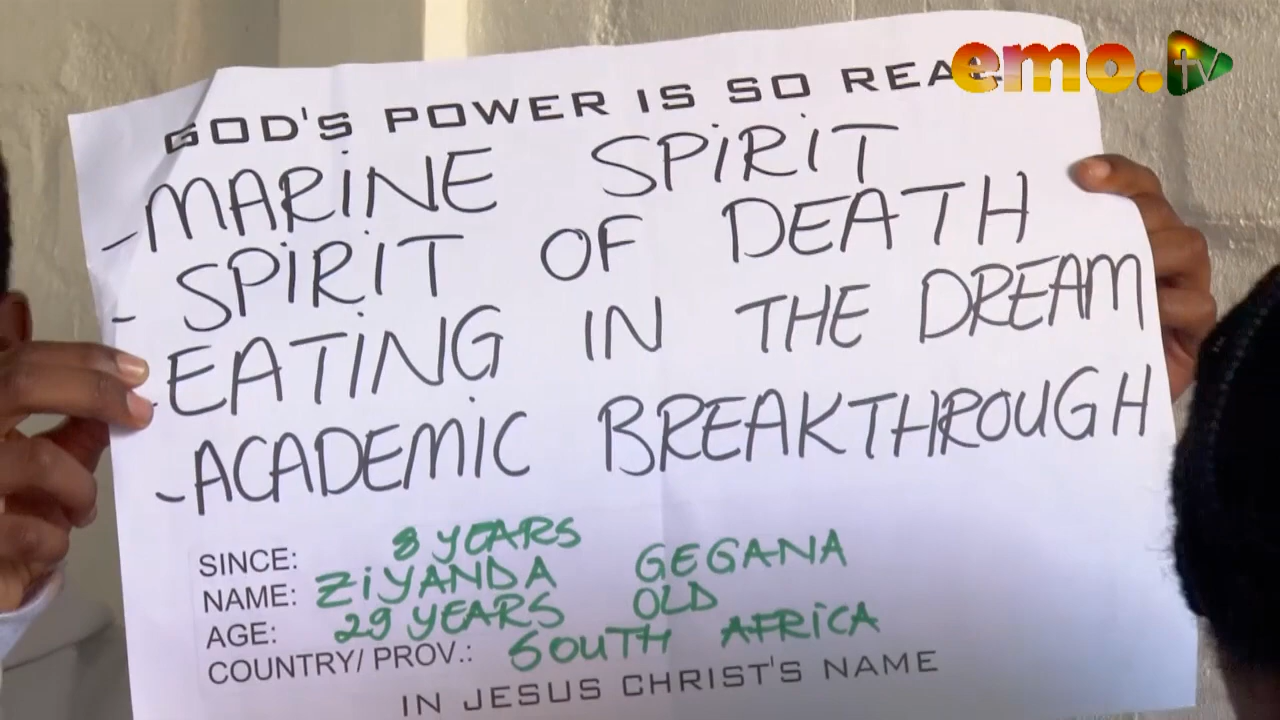 emo.tv
GOD'S POWER IS SO REAL
- MARINE SPIRIT
- SPIRIT OF DEATH
- EATING IN THE DREAM
- ACADEMIC BREAKTHROUGH
SINCE: 8 YEARS
NAME: ZIYANDA GEGANA
AGE: 29 YEARS OLD
COUNTRY/ PROV.: SOUTH AFRICA
IN JESUS CHRIST'S NAME